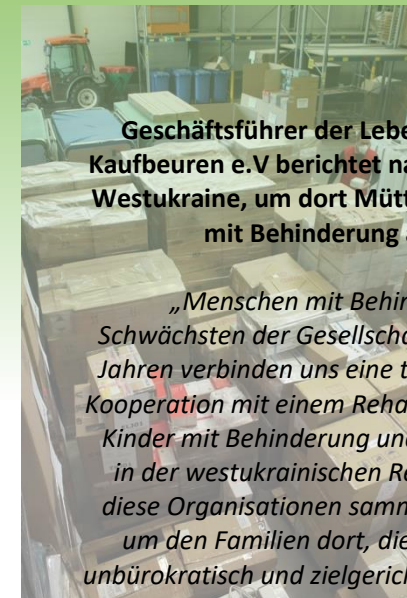 Geschäftsführer der Lebe
Kaufbeuren e.V berichtet na
Westukraine, um dort Mütt
mit Behinderung
„Menschen mit Behin
Schwächsten der Gesellscha
Jahren verbinden uns eine t
Kooperation mit einem Reha
Kinder mit Behinderung und
in der westukrainischen Re
diese Organisationen samm
um den Familien dort, die
unbürokratisch und zielgerich